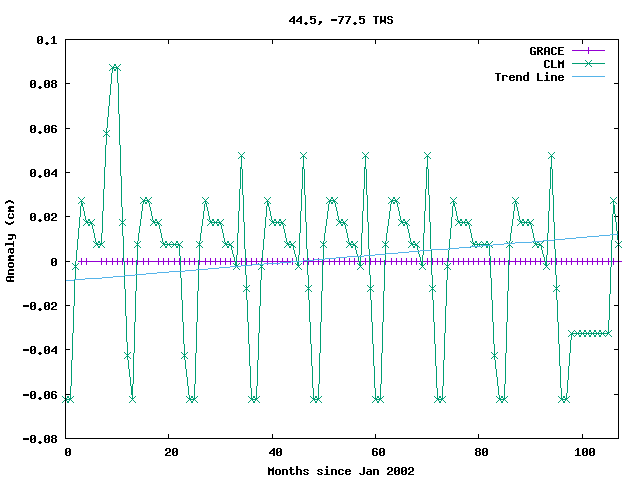 44.5, -77.5 TWS
GRACE
CLM
Trend Line
0.1
0.08
0.06
0.04
0.02
0
-0.02
-0.04
-0.06
-0.08
Anomaly (cm)
0 20 40 60 80 100
Months since Jan 2002